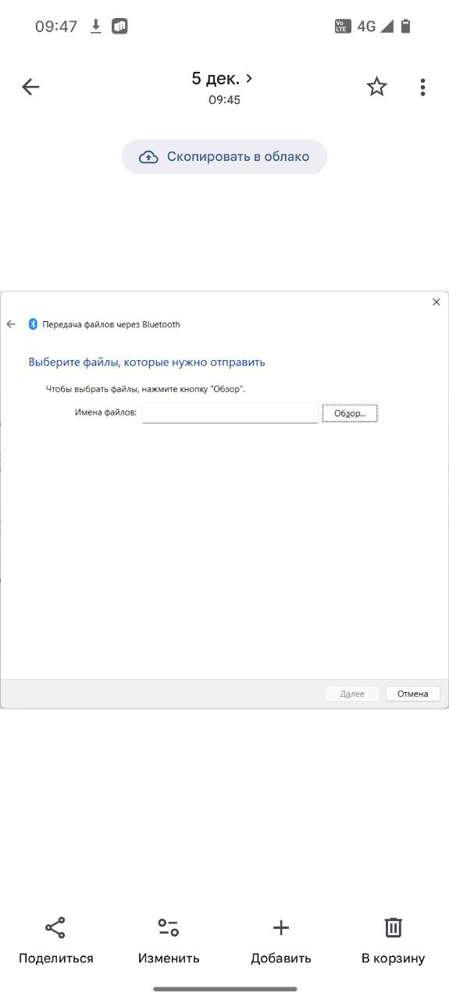 09:47
Vo LTE 4G
5 дек.
09:45
Скопировать в облако
Передача файлов через Bluetooth
Выберите файлы, которые нужно отправить
Чтобы выбрать файлы, нажмите кнопку "Обзор".
Имена файлов:
Обзор...
Далее
Отмена
Поделиться
Изменить
Добавить
В корзину